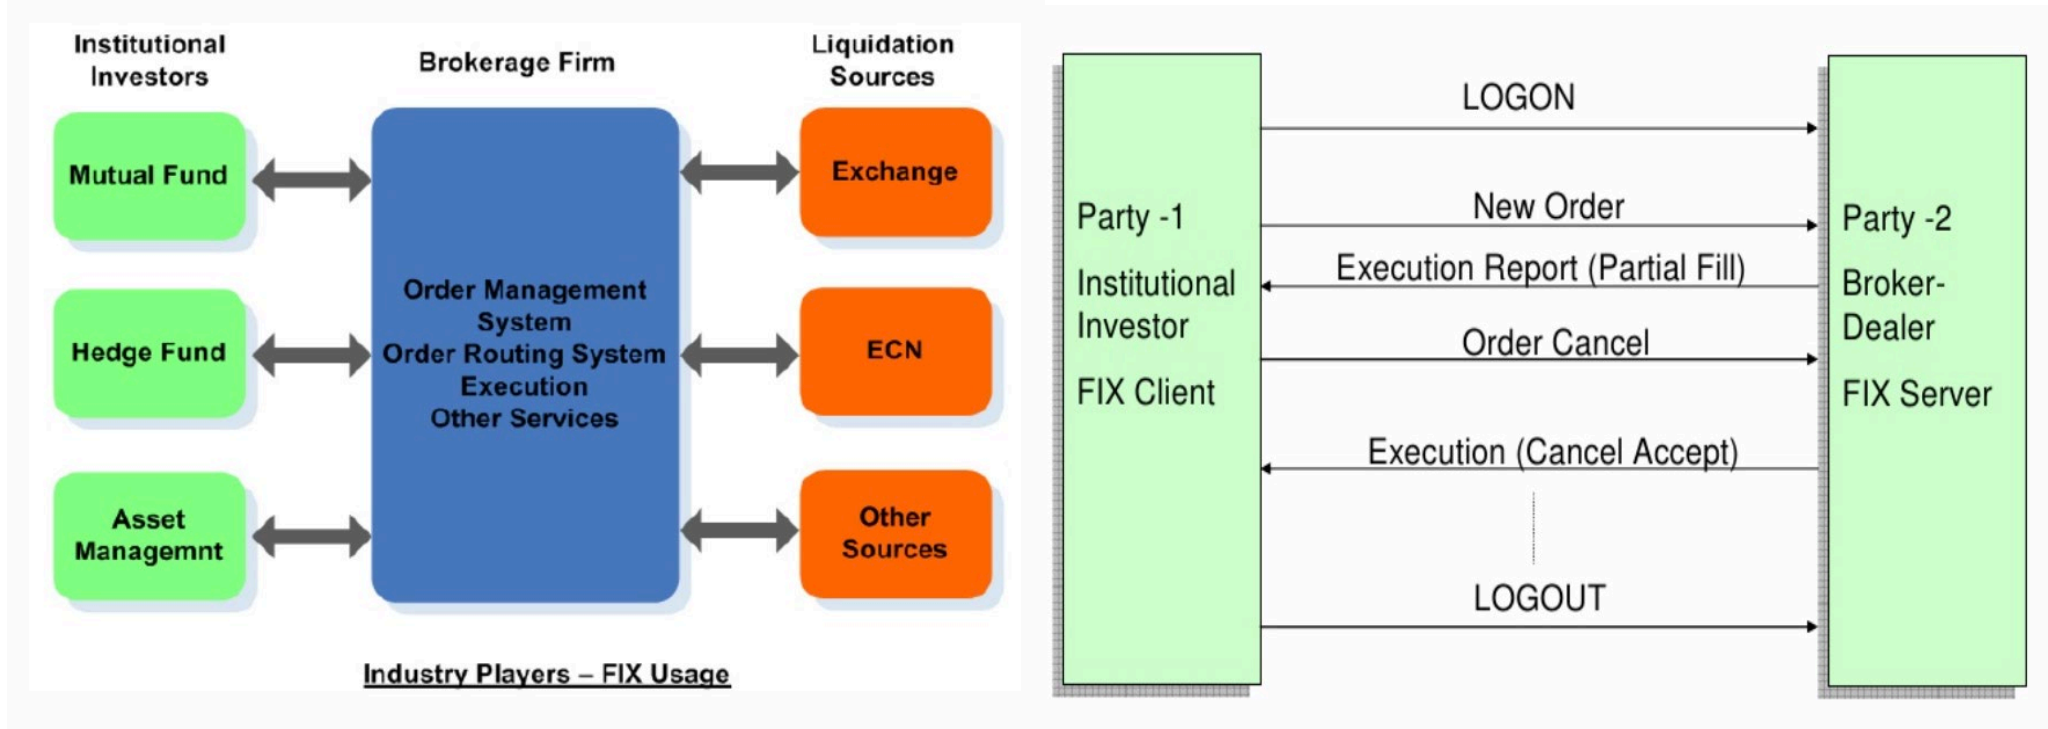 Institutional
Investors
Brokerage Firm
Liquidation
Sources
Mutual Fund
Hedge Fund
Asset
Managemnt
Order Management
System
Order Routing System
Execution
Other Services
Exchange
ECN
Other
Sources
Industry Players – FIX Usage
Party -1
Institutional
Investor
FIX Client
LOGON
New Order
Execution Report (Partial Fill)
Order Cancel
Execution (Cancel Accept)
LOGOUT
Party -2
Broker-
Dealer
FIX Server